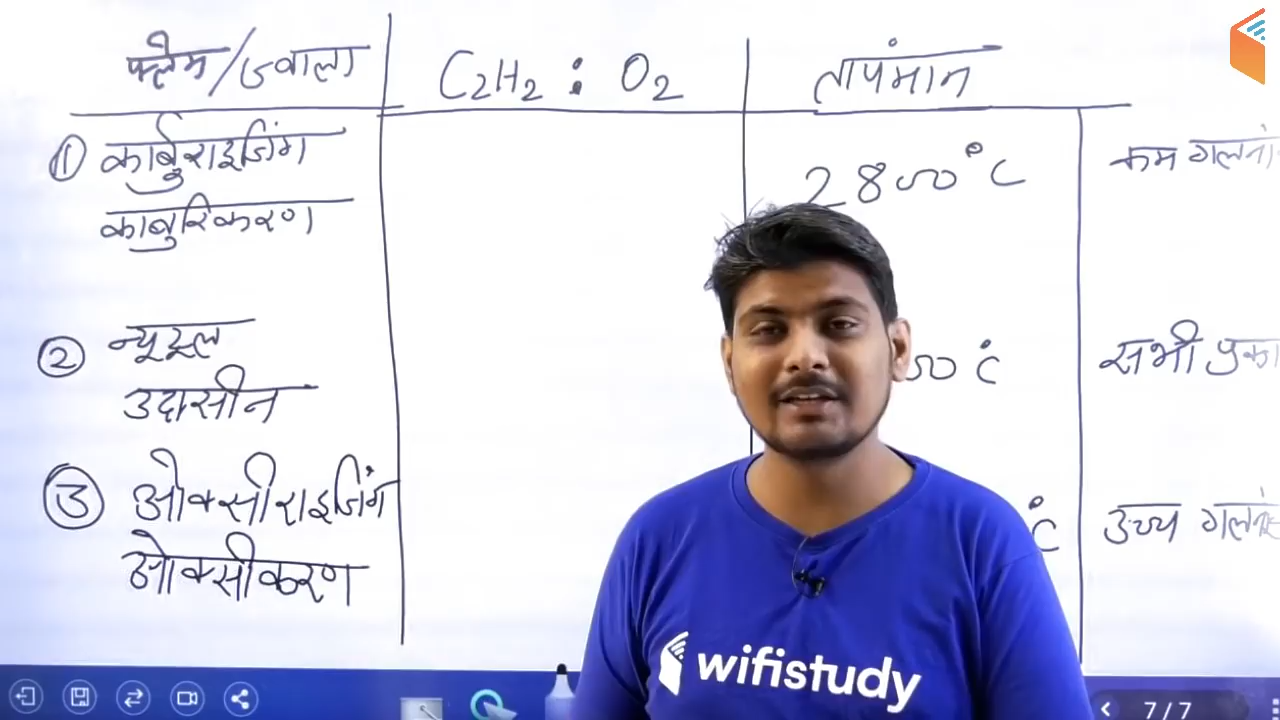 फ्लेम/ज्वाला
C2H2 : O2
तापमान
① कार्बुराइजिंग
कार्बुरिकरण
2800°C
कम गलनां
② न्यूट्रल
उदासीन
00°C
सभी प्रका
③ ओक्सीराइजिंग
ओक्सीकरण
°C
उच्च गलनां
wifistudy
7/7